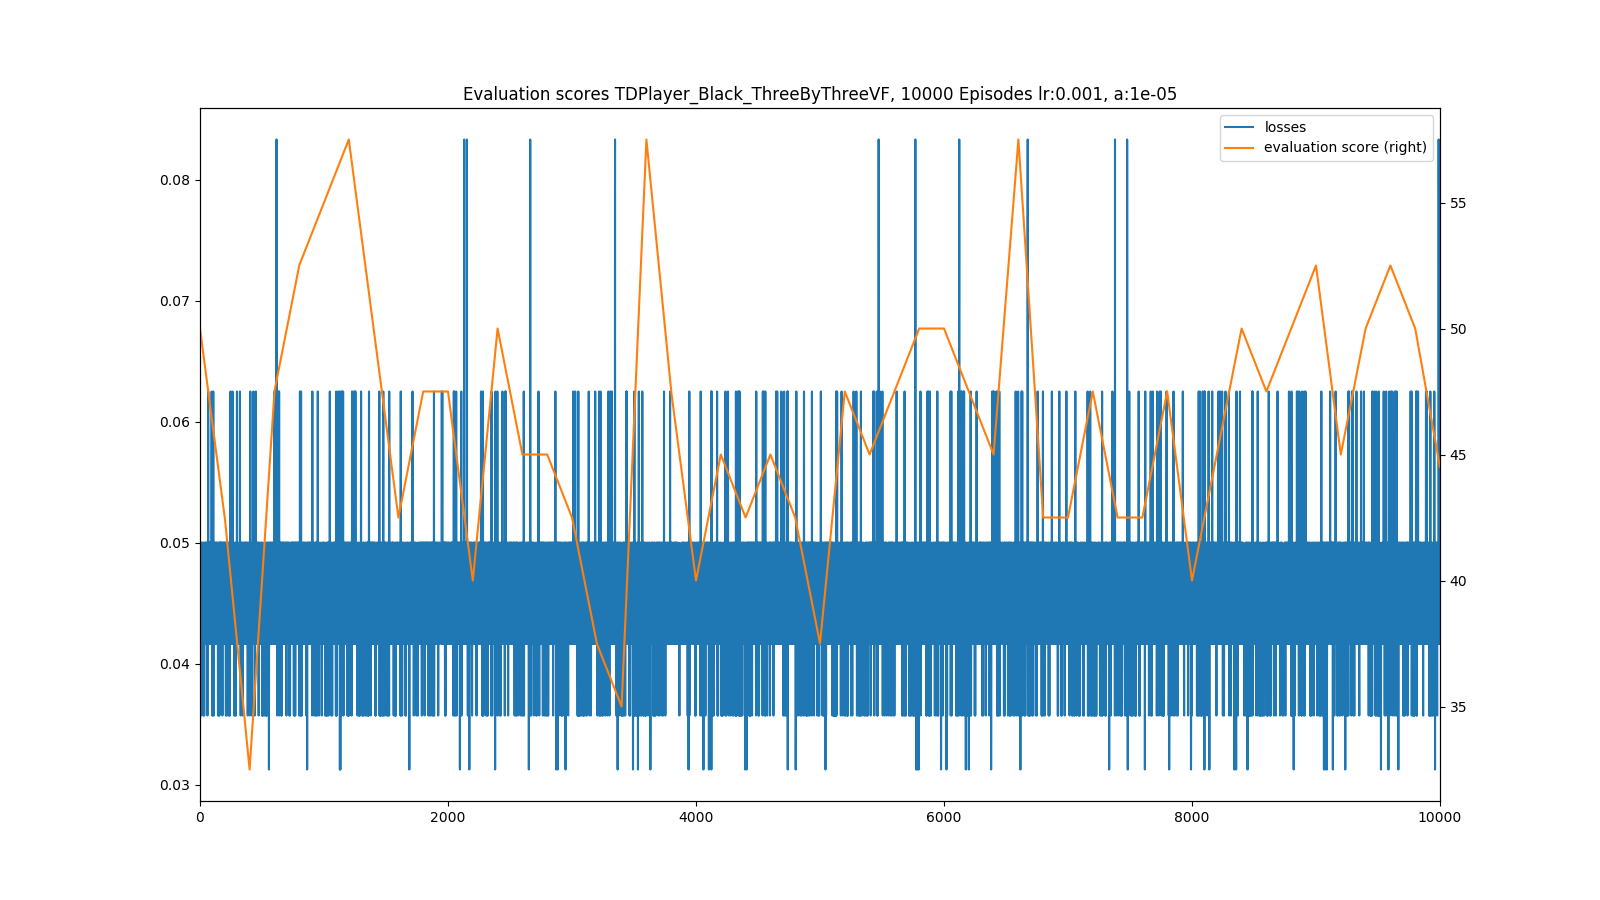 Evaluation scores TDPlayer_Black_ThreeByThreeVF, 10000 Episodes lr:0.001, a:1e-05
losses
evaluation score (right)
0.08
0.07
0.06
0.05
0.04
0.03
55
50
45
40
35
0 2000 4000 6000 8000 10000